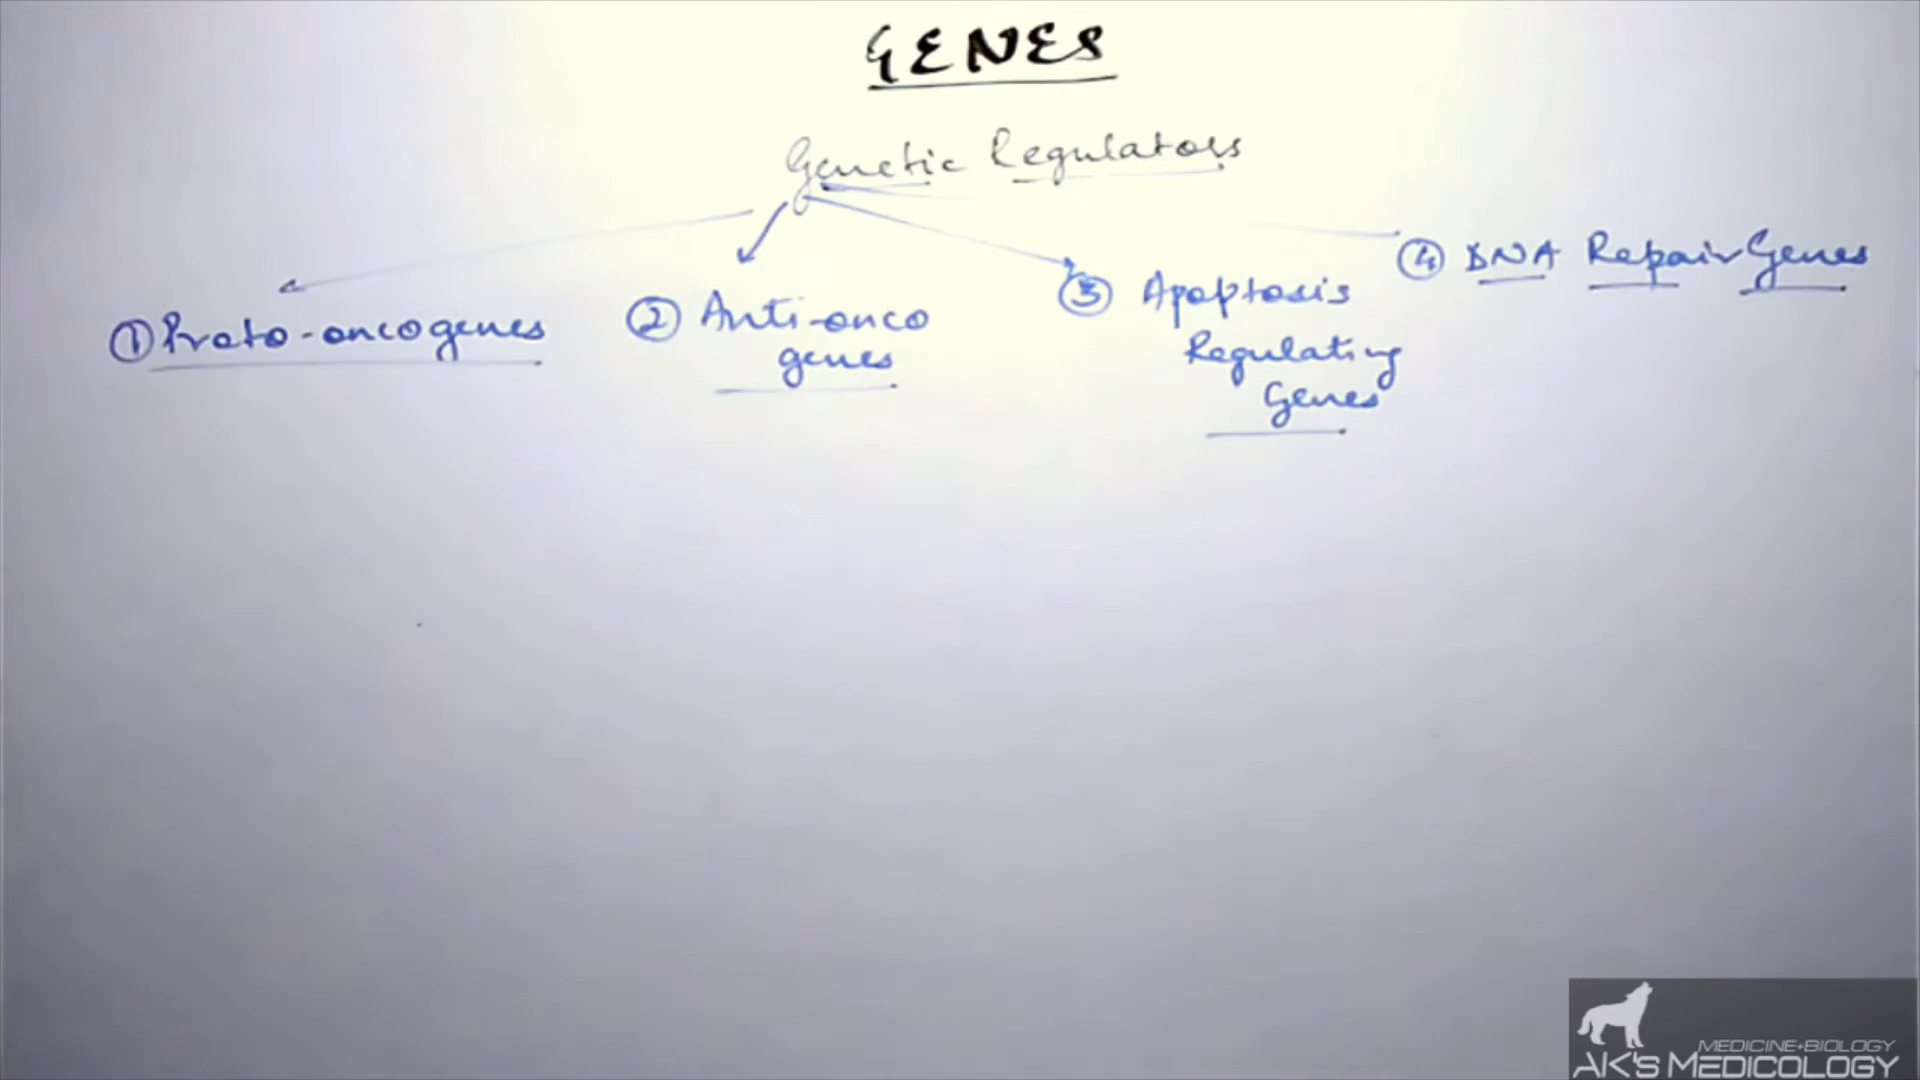 GENES
Genetic Regulators
① Proto-oncogenes
② Anti-onco
genes
③ Apoptosis
Regulating
Genes
④ DNA Repair Genes
MEDICINE+BIOLOGY
AK'S MEDICOLOGY